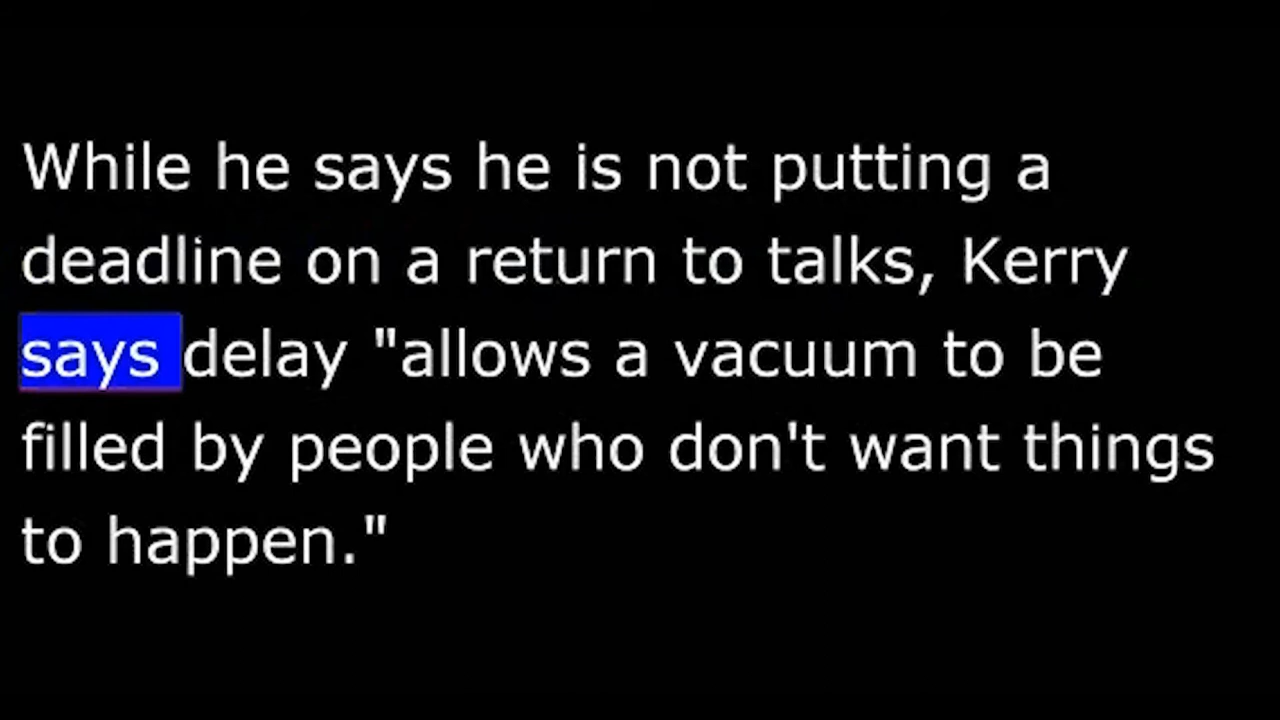 While he says he is not putting a
deadline on a return to talks, Kerry
says delay "allows a vacuum to be
filled by people who don't want things
to happen."